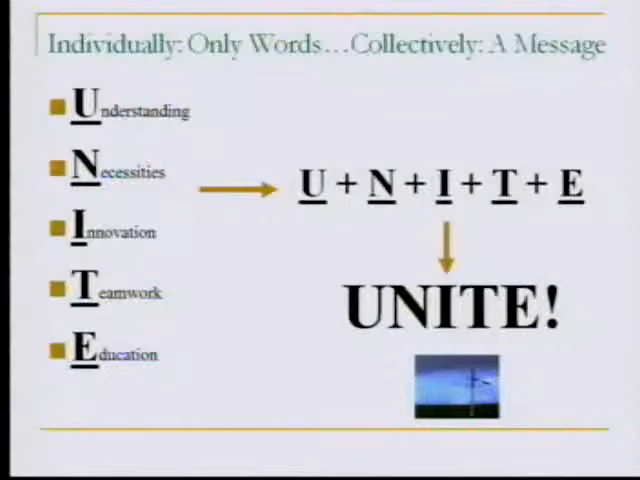 Individually: Only Words…Collectively: A Message
Understanding
Necessities
Innovation
Teamwork
Education
U + N + I + T + E
UNITE!